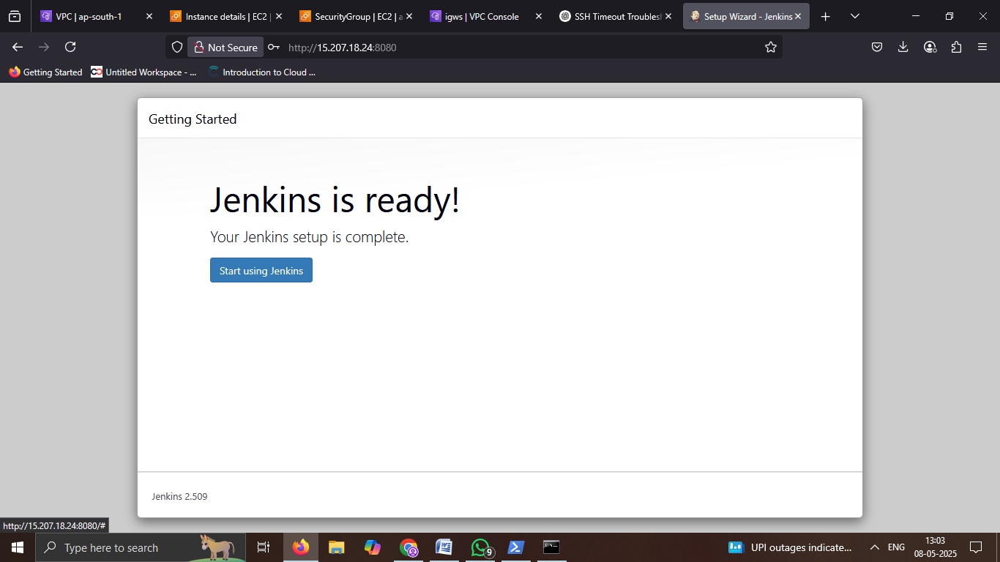 VPC | ap-south-1
Instance details | EC2 |
SecurityGroup | EC2 | a
igws | VPC Console
SSH Timeout Troublesh
Setup Wizard - Jenkins
Not Secure
http://15.207.18.24:8080
Getting Started
Untitled Workspace - ...
Introduction to Cloud ...
Getting Started
Jenkins is ready!
Your Jenkins setup is complete.
Start using Jenkins
Jenkins 2.509
http://15.207.18.24:8080/#
Type here to search
9
UPI outages indicate...
ENG
13:03
08-05-2025